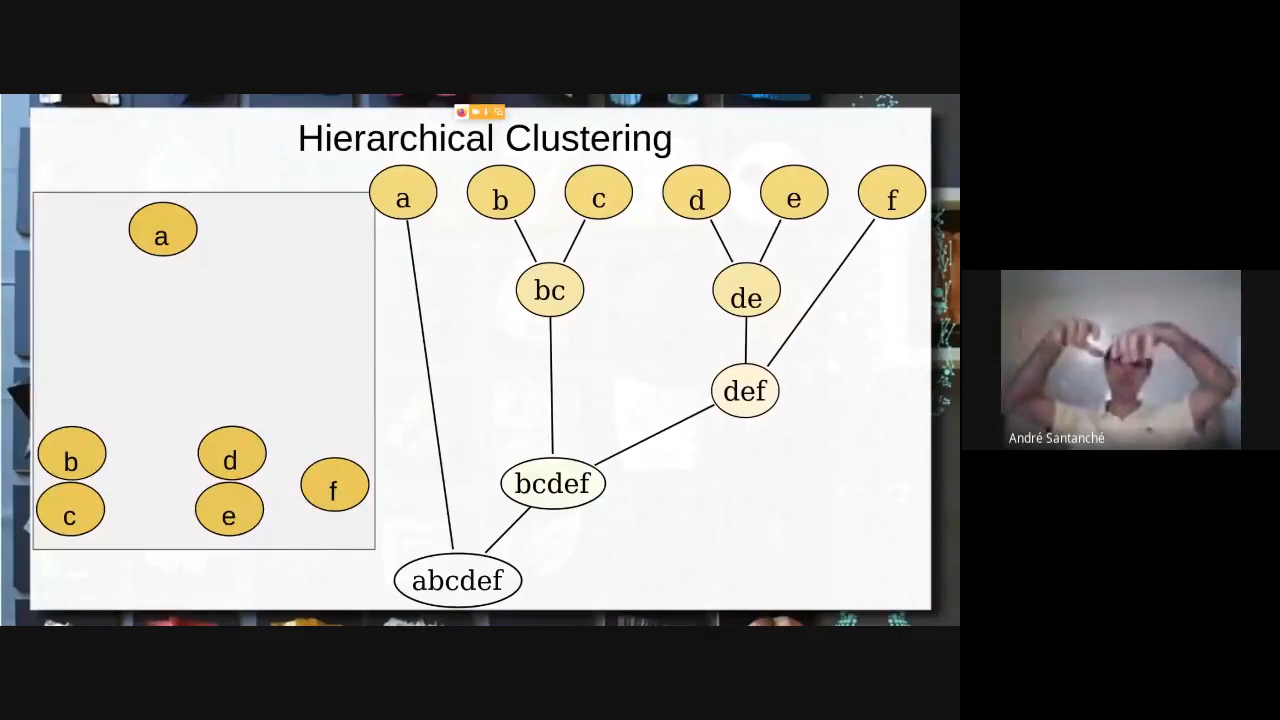 Hierarchical Clustering
a b c d e f
a
bc de
def
b d
f
c e
bcdef
abcdef
André Santanchè